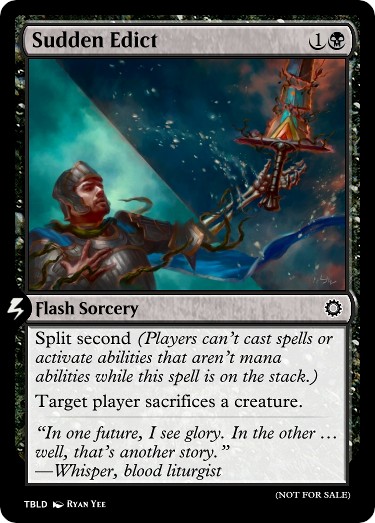 Sudden Edict
1
Flash Sorcery
Split second (Players can't cast spells or
activate abilities that aren't mana
abilities while this spell is on the stack.)
Target player sacrifices a creature.
"In one future, I see glory. In the other …
well, that's another story."
—Whisper, blood liturgist
TBLD Ryan Yee
(NOT FOR SALE)